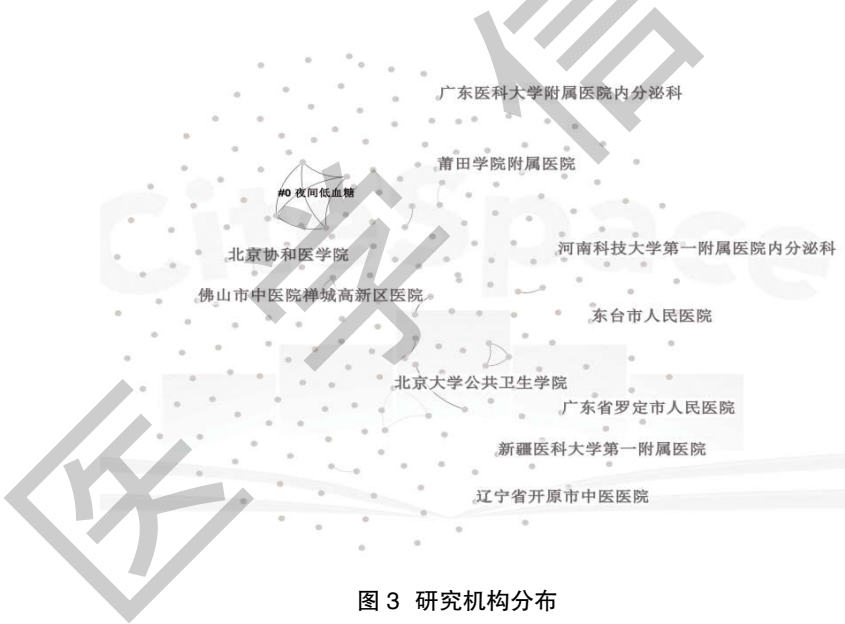 广东医科大学附属医院内分泌科
莆田学院附属医院
#0 夜间低血糖
北京协和医学院
河南科技大学第一附属医院内分泌科
佛山市中医院禅城高新区医院
东台市人民医院
北京大学公共卫生学院
广东省罗定市人民医院
新疆医科大学第一附属医院
辽宁省开原市中医医院
CiteSpace
医学信
图 3 研究机构分布